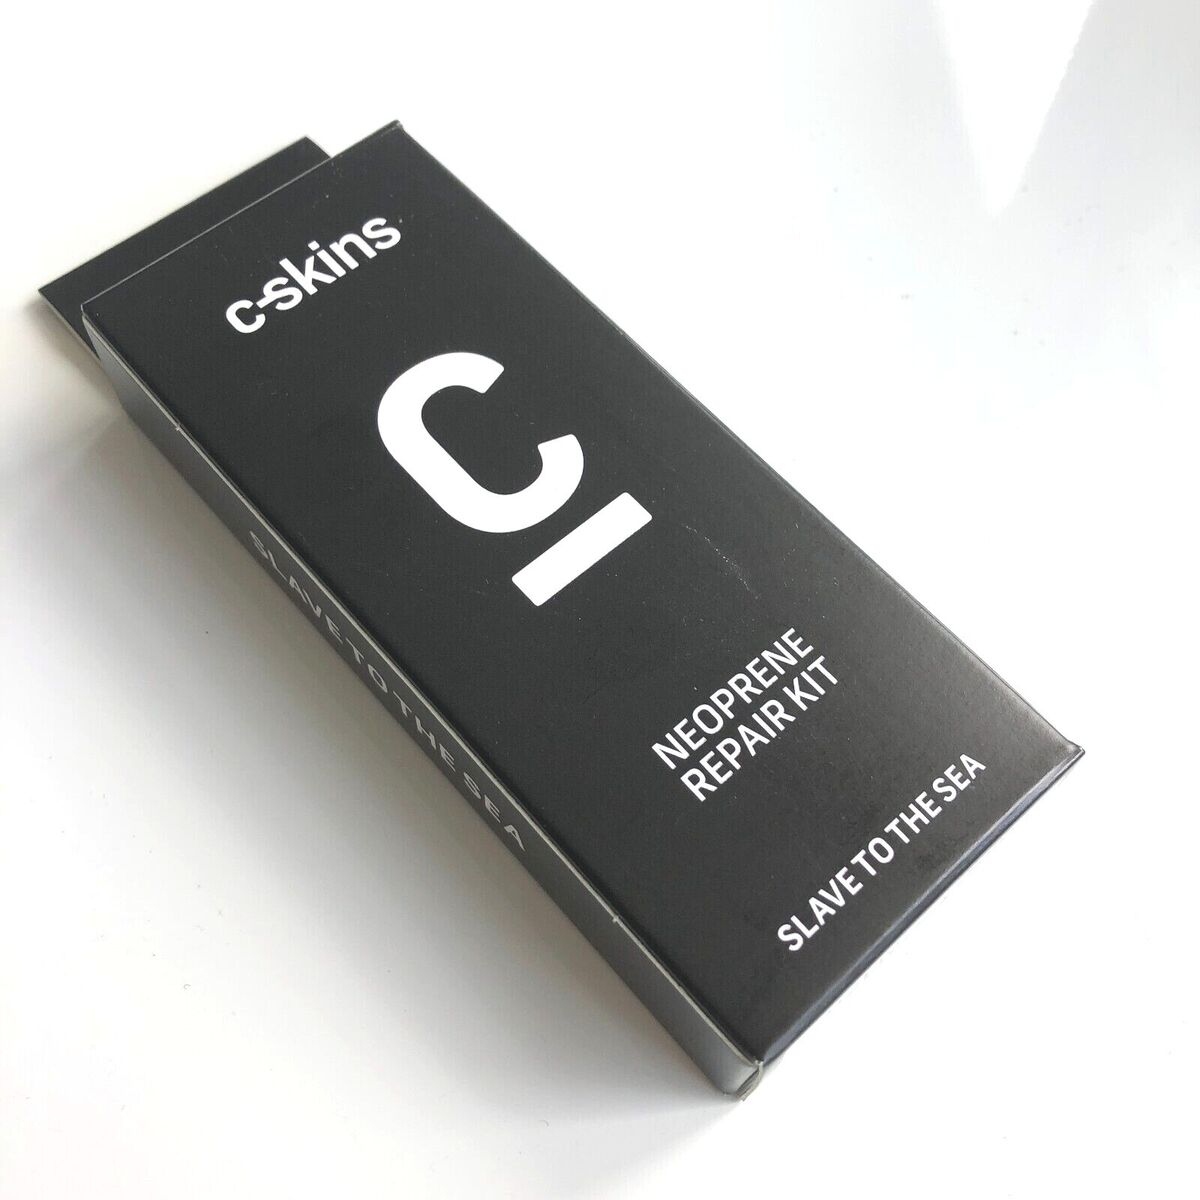 c-skins
C
NEOPRENE
REPAIR KIT
SLAVE TO THE SEA
SLAVE TO THE SEA